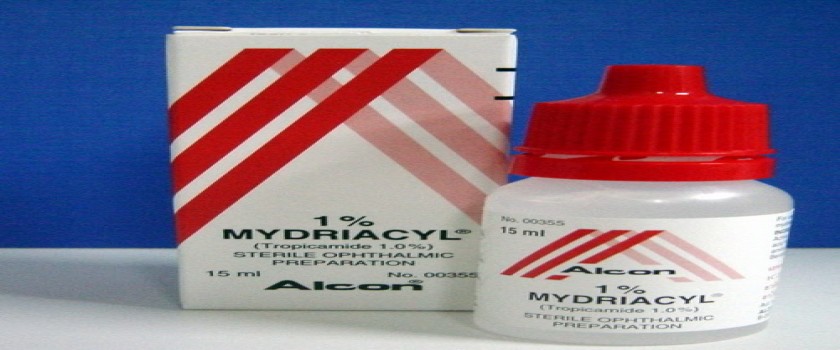 1%
MYDRIACYL®
(Tropicamide 1.0%)
STERILE OPHTHALMIC
PREPARATION
15 ml No. 00355
Alcon®
No. 00355
15 ml
Alcon
1%
MYDRIACYL®
(Tropicamide 1.0%)
STERILE OPHTHALMIC
PREPARATION